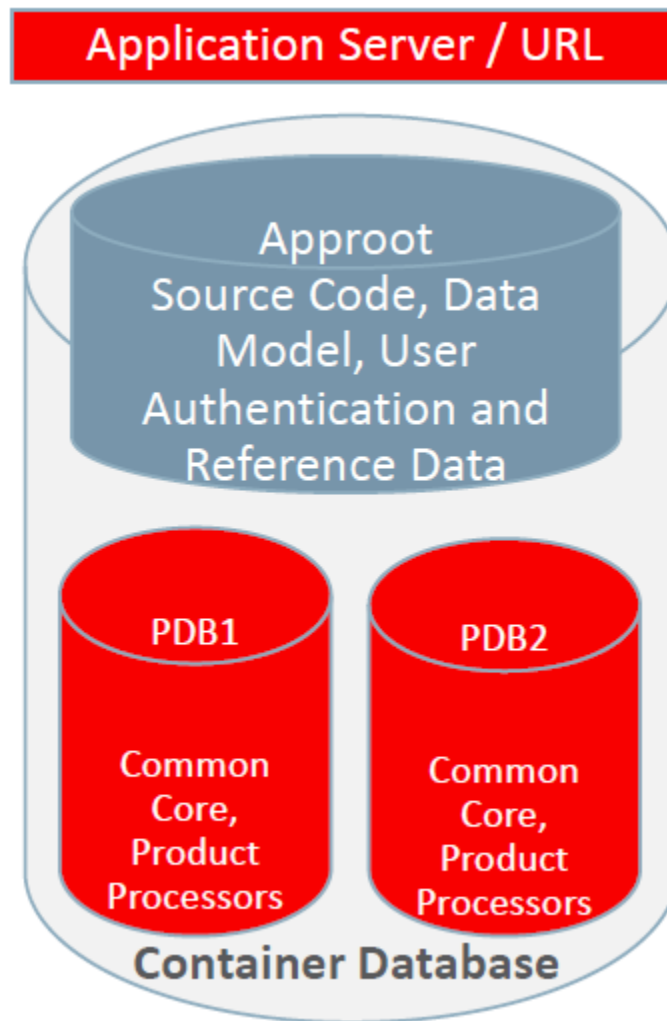 Application Server / URL
Approot
Source Code, Data
Model, User
Authentication and
Reference Data
PDB1
Common
Core,
Product
Processors
PDB2
Common
Core,
Product
Processors
Container Database